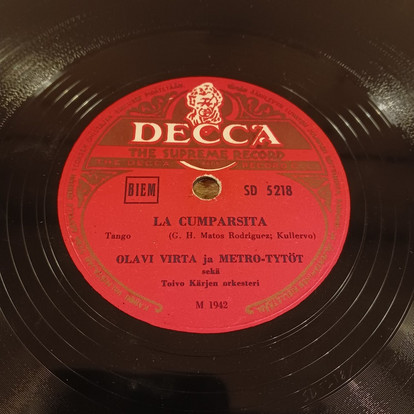 DECCA
THE SUPREME RECORD
BIEM
SD 5218
LA CUMPARSITA
Tango (G. H. Matos Rodriguez; Kullervo)
OLAVI VIRTA ja METRO-TYTÖT
sekä
Toivo Kärjen orkesteri
M 1942